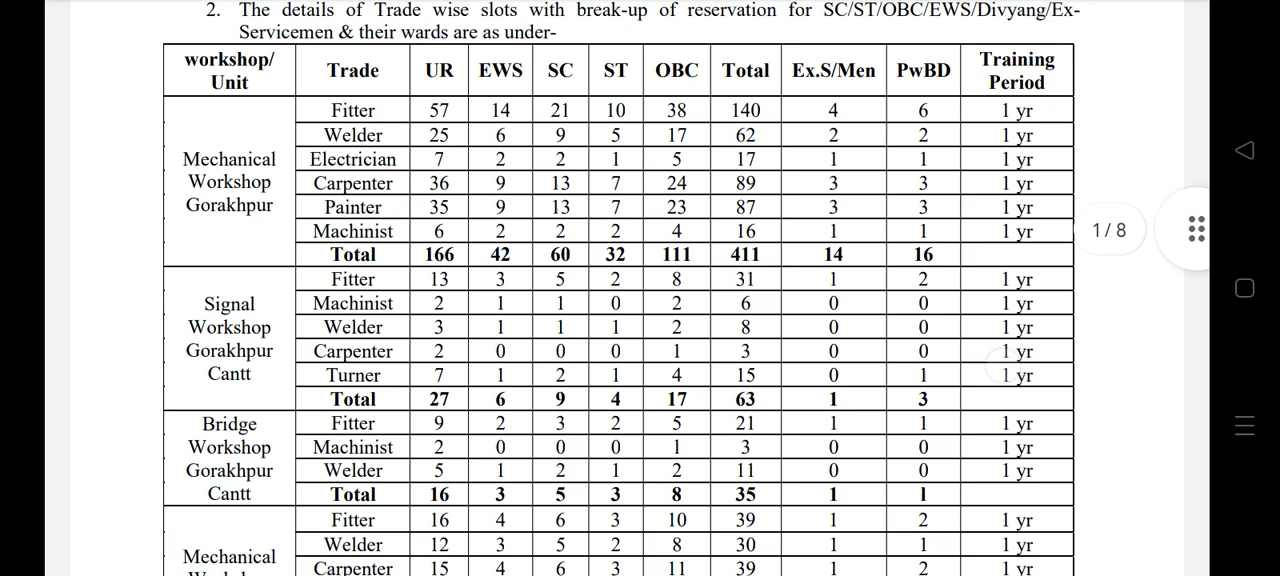 2. The details of Trade wise slots with break-up of reservation for SC/ST/OBC/EWS/Divyang/Ex-
Servicemen & their wards are as under-
workshop/ Unit Trade UR EWS SC ST OBC Total Ex.S/Men PwBD Training Period
Mechanical Workshop Gorakhpur
Fitter 57 14 21 10 38 140 4 6 1 yr
Welder 25 6 9 5 17 62 2 2 1 yr
Electrician 7 2 2 1 5 17 1 1 1 yr
Carpenter 36 9 13 7 24 89 3 3 1 yr
Painter 35 9 13 7 23 87 3 3 1 yr
Machinist 6 2 2 2 4 16 1 1 1 yr
Total 166 42 60 32 111 411 14 16
Signal Workshop Gorakhpur Cantt
Fitter 13 3 5 2 8 31 1 2 1 yr
Machinist 2 1 1 0 2 6 0 0 1 yr
Welder 3 1 1 1 2 8 0 0 1 yr
Carpenter 2 0 0 0 1 3 0 0 1 yr
Turner 7 1 2 1 4 15 0 1 1 yr
Total 27 6 9 4 17 63 1 3
Bridge Workshop Gorakhpur Cantt
Fitter 9 2 3 2 5 21 1 1 1 yr
Machinist 2 0 0 0 1 3 0 0 1 yr
Welder 5 1 2 1 2 11 0 0 1 yr
Total 16 3 5 3 8 35 1 1
Mechanical
Fitter 16 4 6 3 10 39 1 2 1 yr
Welder 12 3 5 2 8 30 1 1 1 yr
Carpenter 15 4 6 3 11 39 1 2 1 yr
1/8